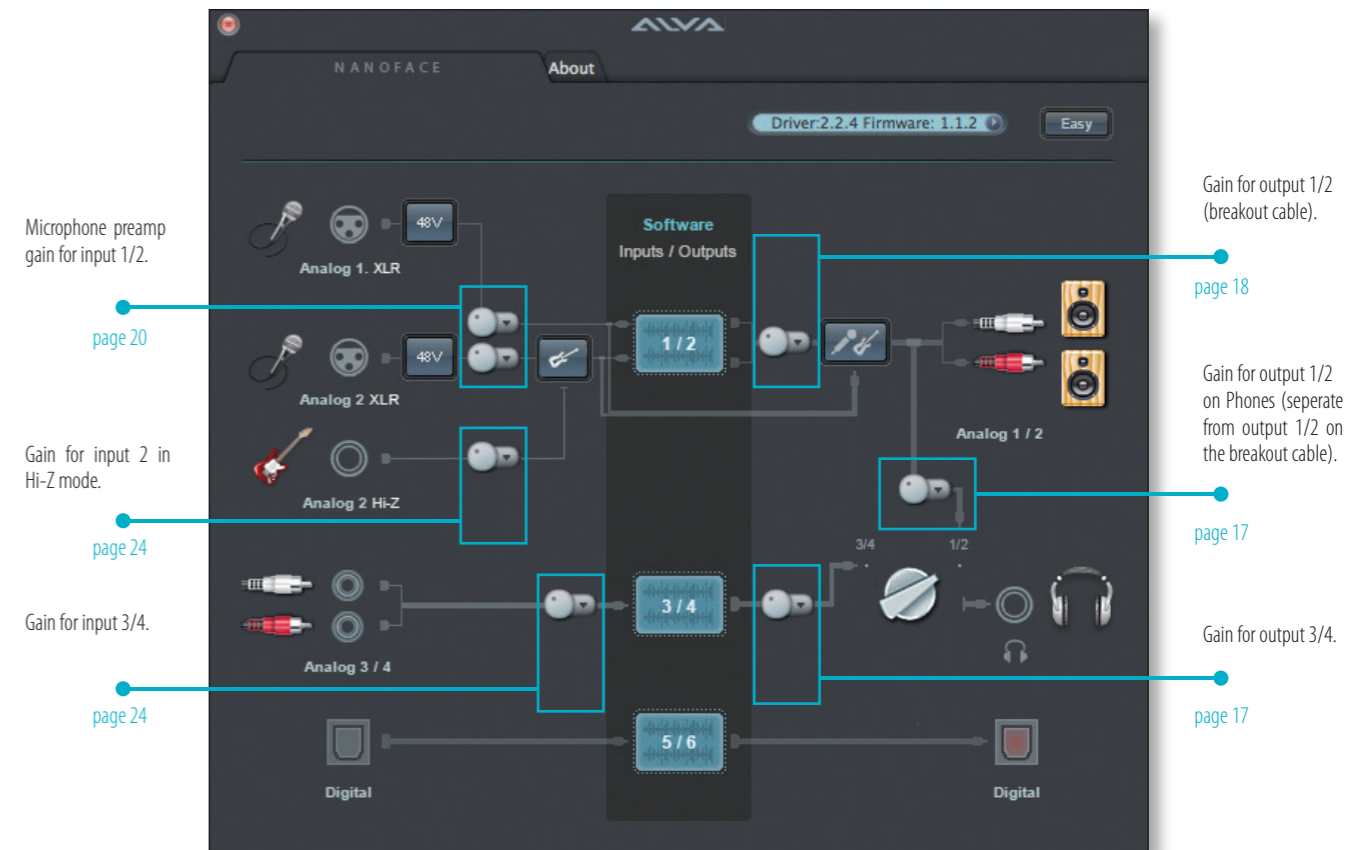 ALVA
NANOFACE
About
Driver:2.2.4 Firmware: 1.1.2
Easy
Microphone preamp
gain for input 1/2.
page 20
Gain for input 2 in
Hi-Z mode.
page 24
Gain for input 3/4.
page 24
48V
Analog 1. XLR
48V
Analog 2 XLR
Analog 2 Hi-Z
Analog 3 / 4
Digital
Software
Inputs / Outputs
1 / 2
3 / 4
5 / 6
Analog 1 / 2
3/4
1/2
Digital
Gain for output 1/2
(breakout cable).
page 18
Gain for output 1/2
on Phones (seperate
from output 1/2 on
the breakout cable).
page 17
Gain for output 3/4.
page 17